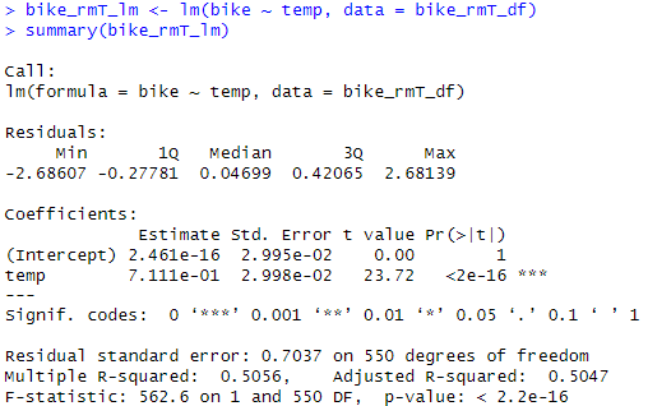 > bike_rmT_lm <- lm(bike ~ temp, data = bike_rmT_df)
> summary(bike_rmT_lm)
Call:
lm(formula = bike ~ temp, data = bike_rmT_df)
Residuals:
     Min       1Q   Median       3Q      Max
-2.68607 -0.27781  0.04699  0.42065  2.68139
Coefficients:
             Estimate Std. Error t value Pr(>|t|)
(Intercept) 2.461e-16  2.995e-02    0.00        1
temp        7.111e-01  2.998e-02   23.72   <2e-16 ***
---
Signif. codes:  0 ‘***’ 0.001 ‘**’ 0.01 ‘*’ 0.05 ‘.’ 0.1 ‘ ’ 1
Residual standard error: 0.7037 on 550 degrees of freedom
Multiple R-squared:  0.5056,	Adjusted R-squared:  0.5047
F-statistic: 562.6 on 1 and 550 DF,  p-value: < 2.2e-16